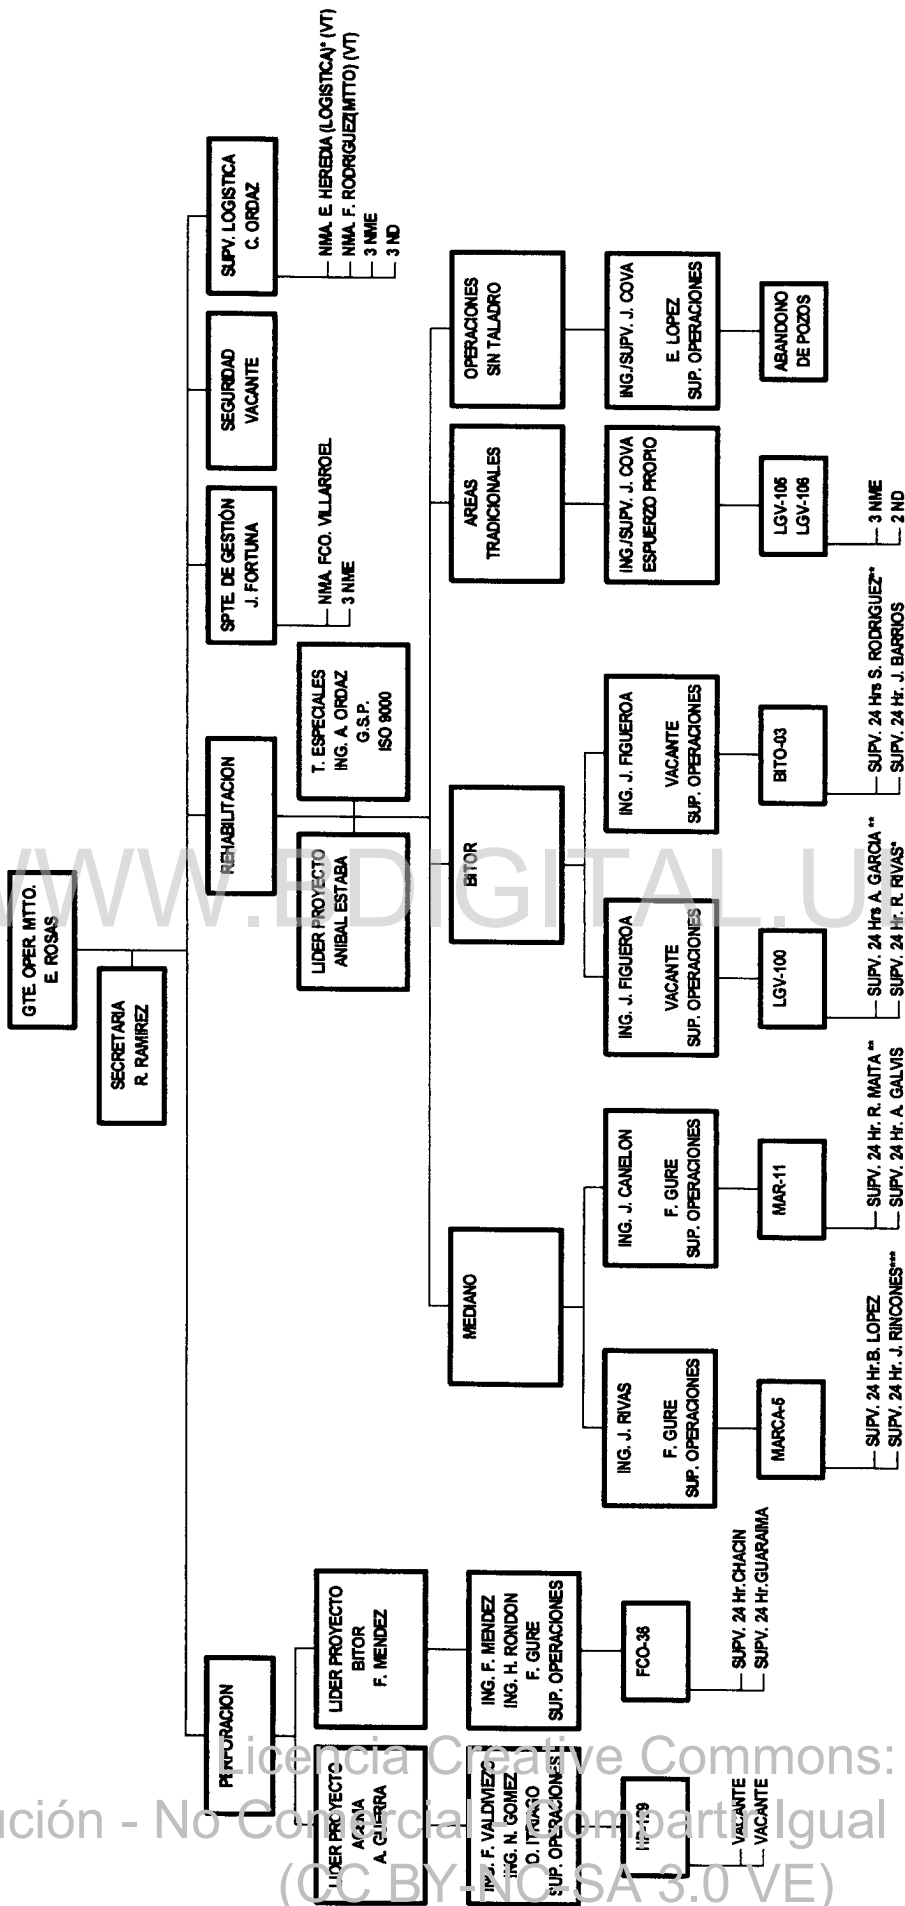 GTE. OPER. MTTO.
E. ROSAS
SECRETARIA
R. RAMIREZ
PERFORACION
REHABILITACION
SPTE. DE GESTIÓN
J. FORTUNA
NMA. FCO. VILLARROEL
3 NME
SEGURIDAD
VACANTE
SUPV. LOGISTICA
C. ORDAZ
NMA. E. HEREDIA (LOGISTICA)* (VT)
NMA. F. RODRIGUEZ(MTTO) (VT)
3 NME
3 ND
LIDER PROYECTO
A. GUERRA
LIDER PROYECTO
BITOR
F. MENDEZ
LIDER PROYECTO
ANIBAL ESTABA
T. ESPECIALES
ING. A. ORDAZ
G.S.P.
ISO 9000
ING. F. VALDIVIEZO
ING. N. GOMEZ
O. ITRIAGO
SUP. OPERACIONES
ING. F. MENDEZ
ING. H. RONDON
F. GURE
SUP. OPERACIONES
VACANTE
VACANTE
FCO-36
SUPV. 24 Hr.CHACIN
SUPV. 24 Hr.GUARAIMA
MEDIANO
BITOR
AREAS
TRADICIONALES
OPERACIONES
SIN TALADRO
ING. J. RIVAS
F. GURE
SUP. OPERACIONES
ING. J. CANELON
F. GURE
SUP. OPERACIONES
ING. J. FIGUEROA
VACANTE
SUP. OPERACIONES
ING. J. FIGUEROA
VACANTE
SUP. OPERACIONES
ING./SUPV. J. COVA
ESPUERZO PROPIO
ING./SUPV. J. COVA
E. LOPEZ
SUP. OPERACIONES
MARCA-5
SUPV. 24 Hr.B. LOPEZ
SUPV. 24 Hr. J. RINCONES***
MAR-11
SUPV. 24 Hr. R. MAITA **
SUPV. 24 Hr. A. GALVIS
LGV-100
SUPV. 24 Hrs A. GARCIA **
SUPV. 24 Hr. R. RIVAS*
BITO-03
SUPV. 24 Hrs S. RODRIGUEZ**
SUPV. 24 Hr. J. BARRIOS
LGV-105
LGV-106
3 NME
2 ND
ABANDONO
DE POZOS
WWW.BDIGITAL.U
Licencia Creative Commons:
ución - No Comercial - Compartir Igual
(CC BY-NC-SA 3.0 VE)